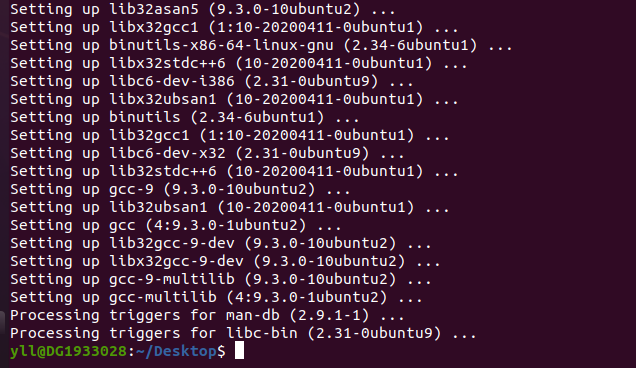 Setting up lib32asan5 (9.3.0-10ubuntu2) ...
Setting up libx32gcc1 (1:10-20200411-0ubuntu1) ...
Setting up binutils-x86-64-linux-gnu (2.34-6ubuntu1) ...
Setting up libx32stdc++6 (10-20200411-0ubuntu1) ...
Setting up libc6-dev-i386 (2.31-0ubuntu9) ...
Setting up libx32ubsan1 (10-20200411-0ubuntu1) ...
Setting up binutils (2.34-6ubuntu1) ...
Setting up lib32gcc1 (1:10-20200411-0ubuntu1) ...
Setting up libc6-dev-x32 (2.31-0ubuntu9) ...
Setting up lib32stdc++6 (10-20200411-0ubuntu1) ...
Setting up gcc-9 (9.3.0-10ubuntu2) ...
Setting up lib32ubsan1 (10-20200411-0ubuntu1) ...
Setting up gcc (4:9.3.0-1ubuntu2) ...
Setting up lib32gcc-9-dev (9.3.0-10ubuntu2) ...
Setting up libx32gcc-9-dev (9.3.0-10ubuntu2) ...
Setting up gcc-9-multilib (9.3.0-10ubuntu2) ...
Setting up gcc-multilib (4:9.3.0-1ubuntu2) ...
Processing triggers for man-db (2.9.1-1) ...
Processing triggers for libc-bin (2.31-0ubuntu9) ...
yll@DG1933028:~/Desktop$